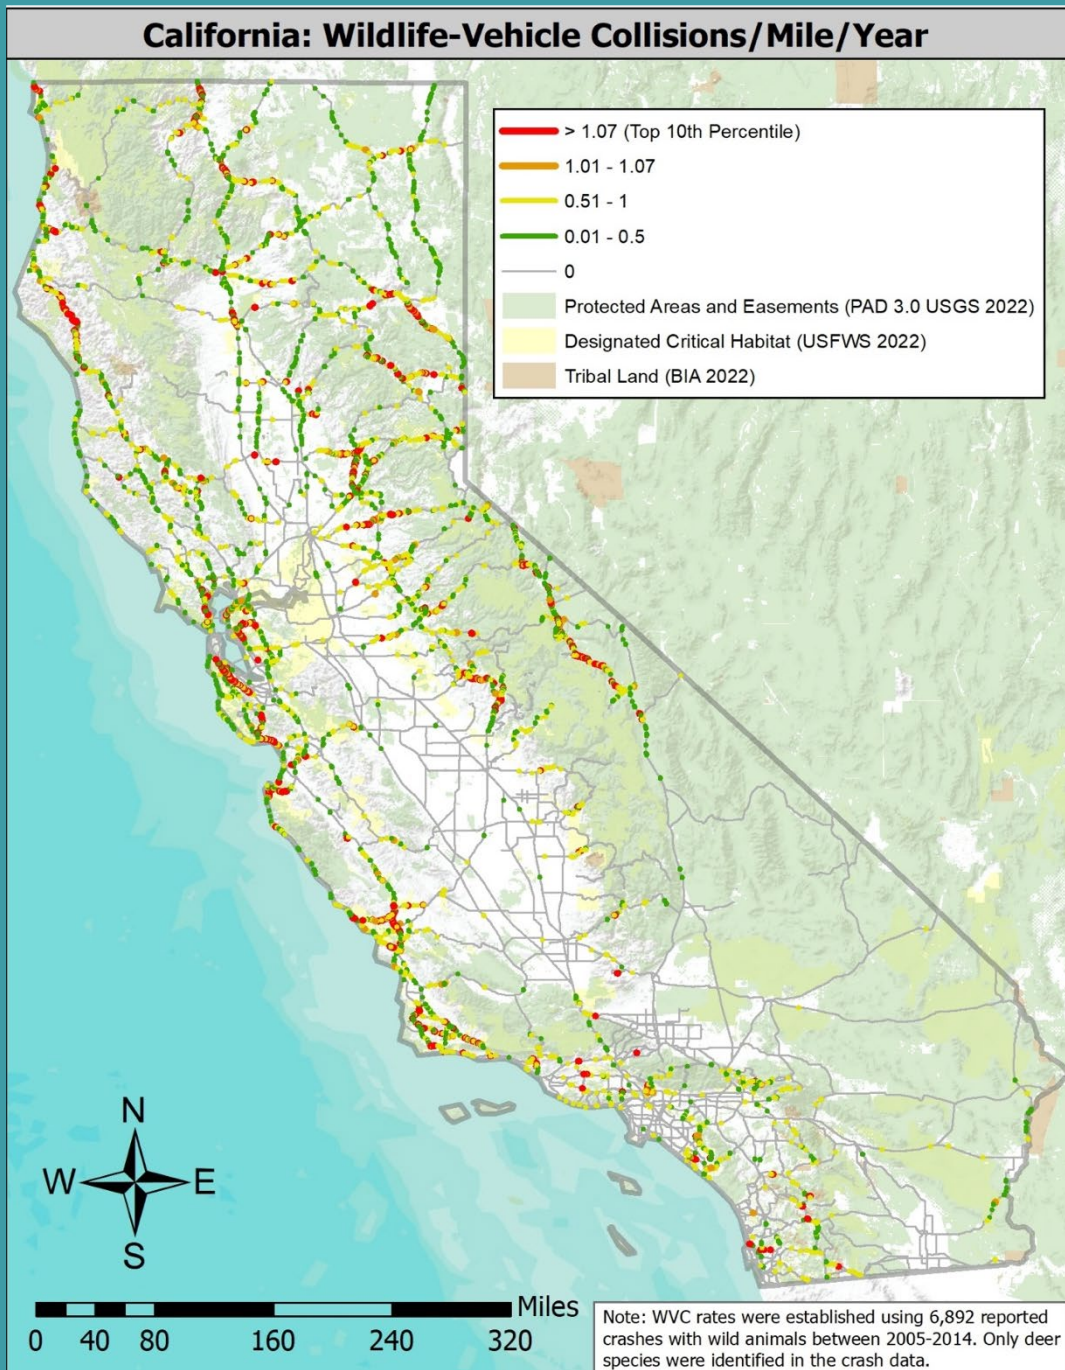 California: Wildlife-Vehicle Collisions/Mile/Year
> 1.07 (Top 10th Percentile)
1.01 - 1.07
0.51 - 1
0.01 - 0.5
0
Protected Areas and Easements (PAD 3.0 USGS 2022)
Designated Critical Habitat (USFWS 2022)
Tribal Land (BIA 2022)
N
W E
S
Miles
0 40 80 160 240 320
Note: WVC rates were established using 6,892 reported
crashes with wild animals between 2005-2014. Only deer
species were identified in the crash data.